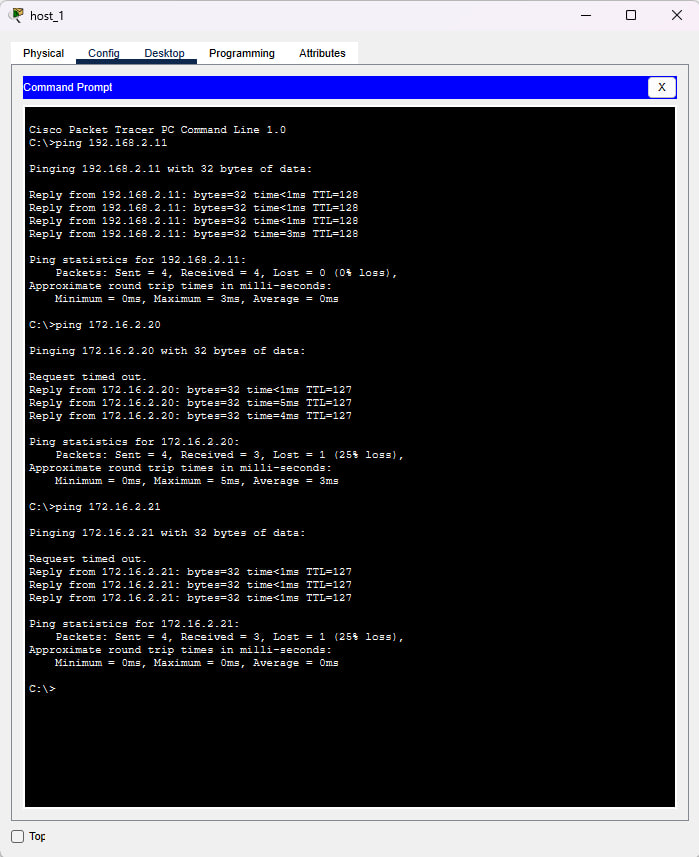 host_1
Physical Config Desktop Programming Attributes
Command Prompt X
Cisco Packet Tracer PC Command Line 1.0
C:\>ping 192.168.2.11
Pinging 192.168.2.11 with 32 bytes of data:
Reply from 192.168.2.11: bytes=32 time<1ms TTL=128
Reply from 192.168.2.11: bytes=32 time<1ms TTL=128
Reply from 192.168.2.11: bytes=32 time<1ms TTL=128
Reply from 192.168.2.11: bytes=32 time=3ms TTL=128
Ping statistics for 192.168.2.11:
Packets: Sent = 4, Received = 4, Lost = 0 (0% loss),
Approximate round trip times in milli-seconds:
Minimum = 0ms, Maximum = 3ms, Average = 0ms
C:\>ping 172.16.2.20
Pinging 172.16.2.20 with 32 bytes of data:
Request timed out.
Reply from 172.16.2.20: bytes=32 time<1ms TTL=127
Reply from 172.16.2.20: bytes=32 time=5ms TTL=127
Reply from 172.16.2.20: bytes=32 time=4ms TTL=127
Ping statistics for 172.16.2.20:
Packets: Sent = 4, Received = 3, Lost = 1 (25% loss),
Approximate round trip times in milli-seconds:
Minimum = 0ms, Maximum = 5ms, Average = 3ms
C:\>ping 172.16.2.21
Pinging 172.16.2.21 with 32 bytes of data:
Request timed out.
Reply from 172.16.2.21: bytes=32 time<1ms TTL=127
Reply from 172.16.2.21: bytes=32 time<1ms TTL=127
Reply from 172.16.2.21: bytes=32 time<1ms TTL=127
Ping statistics for 172.16.2.21:
Packets: Sent = 4, Received = 3, Lost = 1 (25% loss),
Approximate round trip times in milli-seconds:
Minimum = 0ms, Maximum = 0ms, Average = 0ms
C:\>
Top